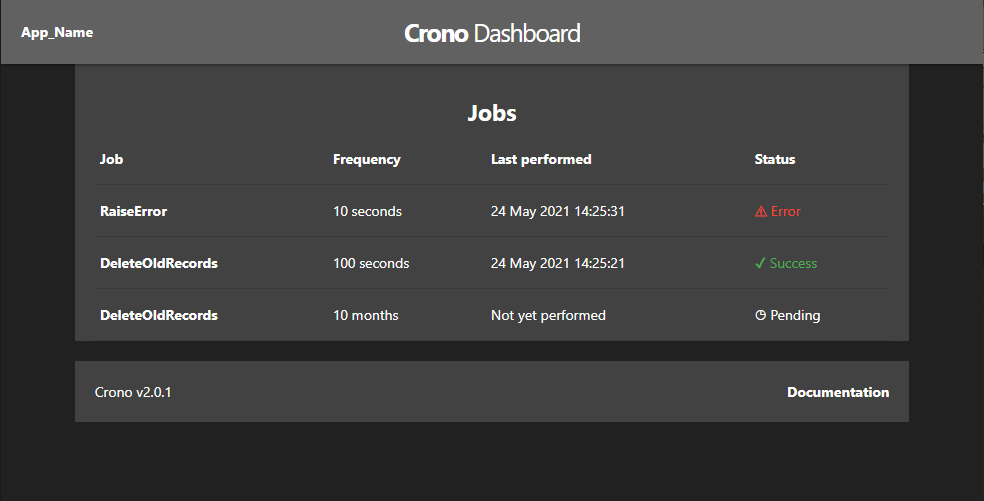 App_Name
Crono Dashboard
Jobs
Job Frequency Last performed Status
RaiseError 10 seconds 24 May 2021 14:25:31 ⚠ Error
DeleteOldRecords 100 seconds 24 May 2021 14:25:21 ✓ Success
DeleteOldRecords 10 months Not yet performed ◷ Pending
Crono v2.0.1 Documentation